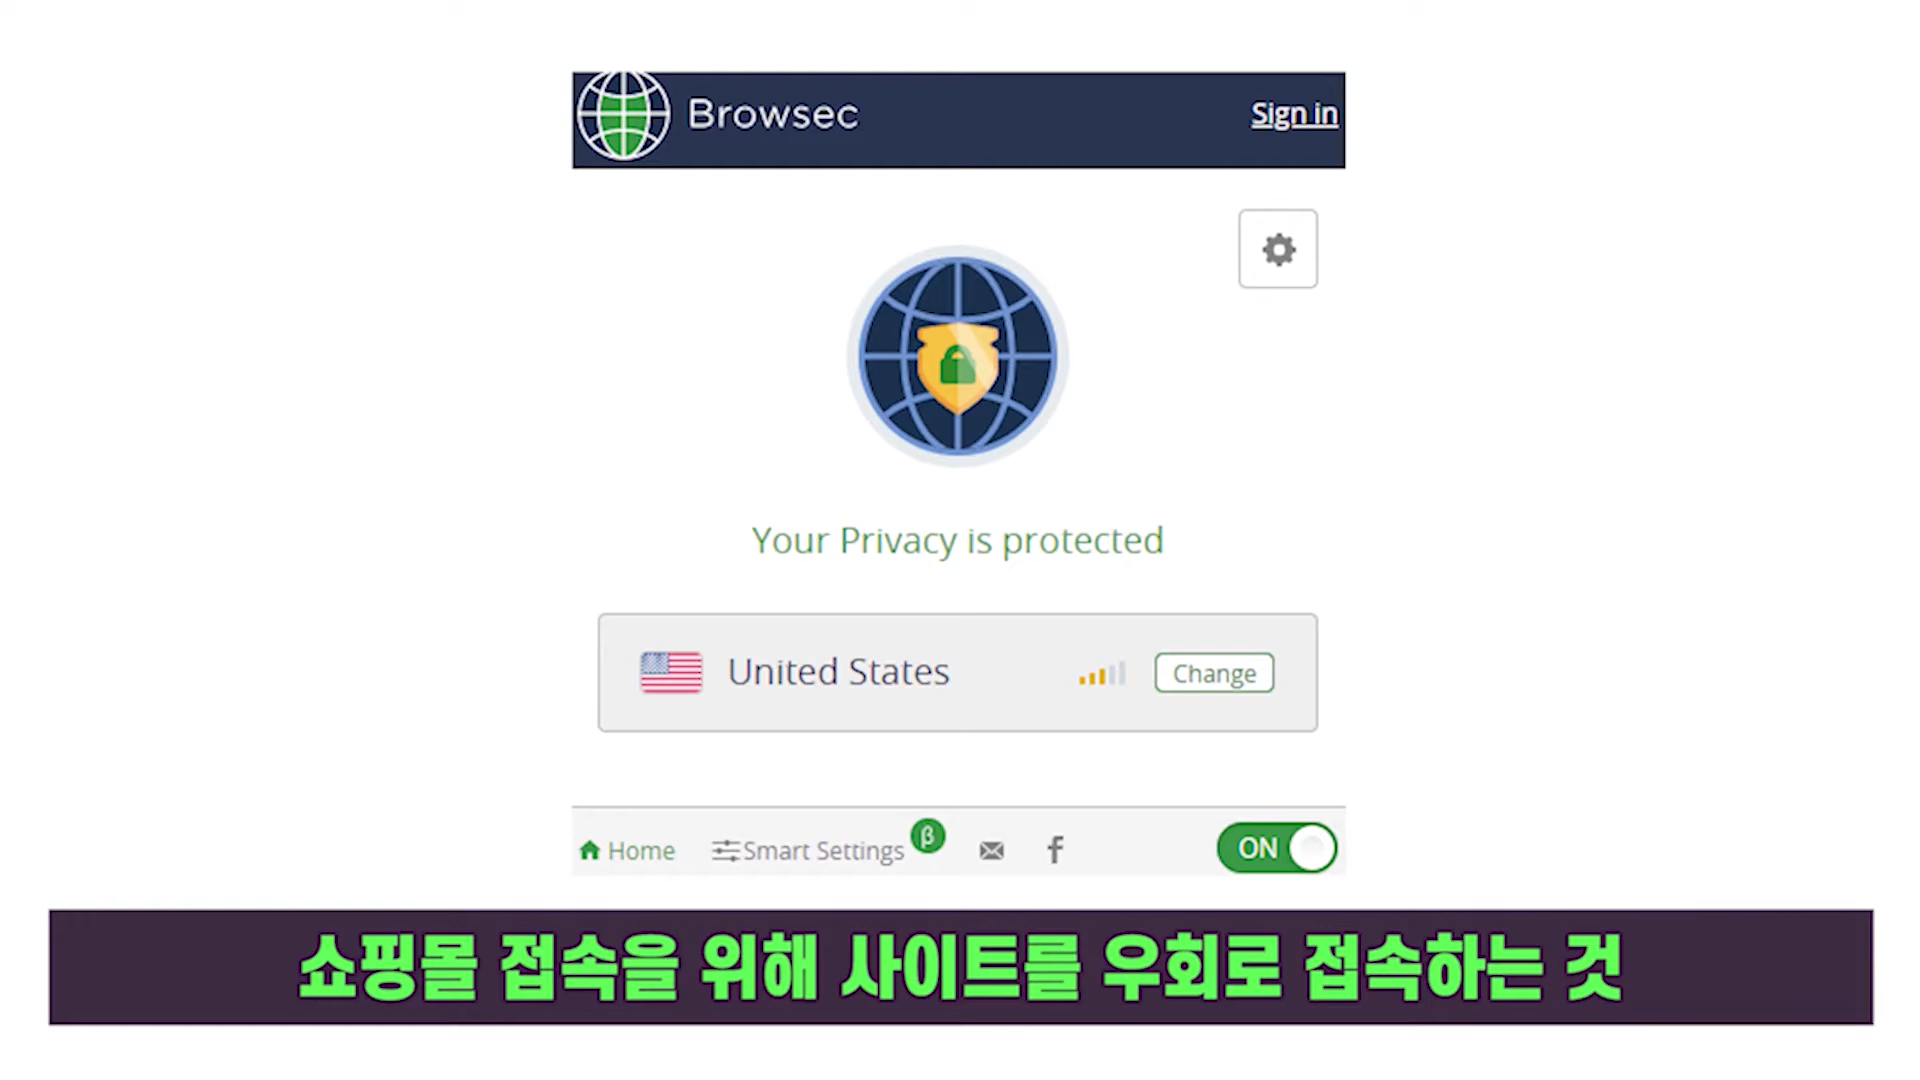 Browsec
Sign in
Your Privacy is protected
United States
Change
Home
Smart Settings
β
ON
쇼핑몰 접속을 위해 사이트를 우회로 접속하는 것